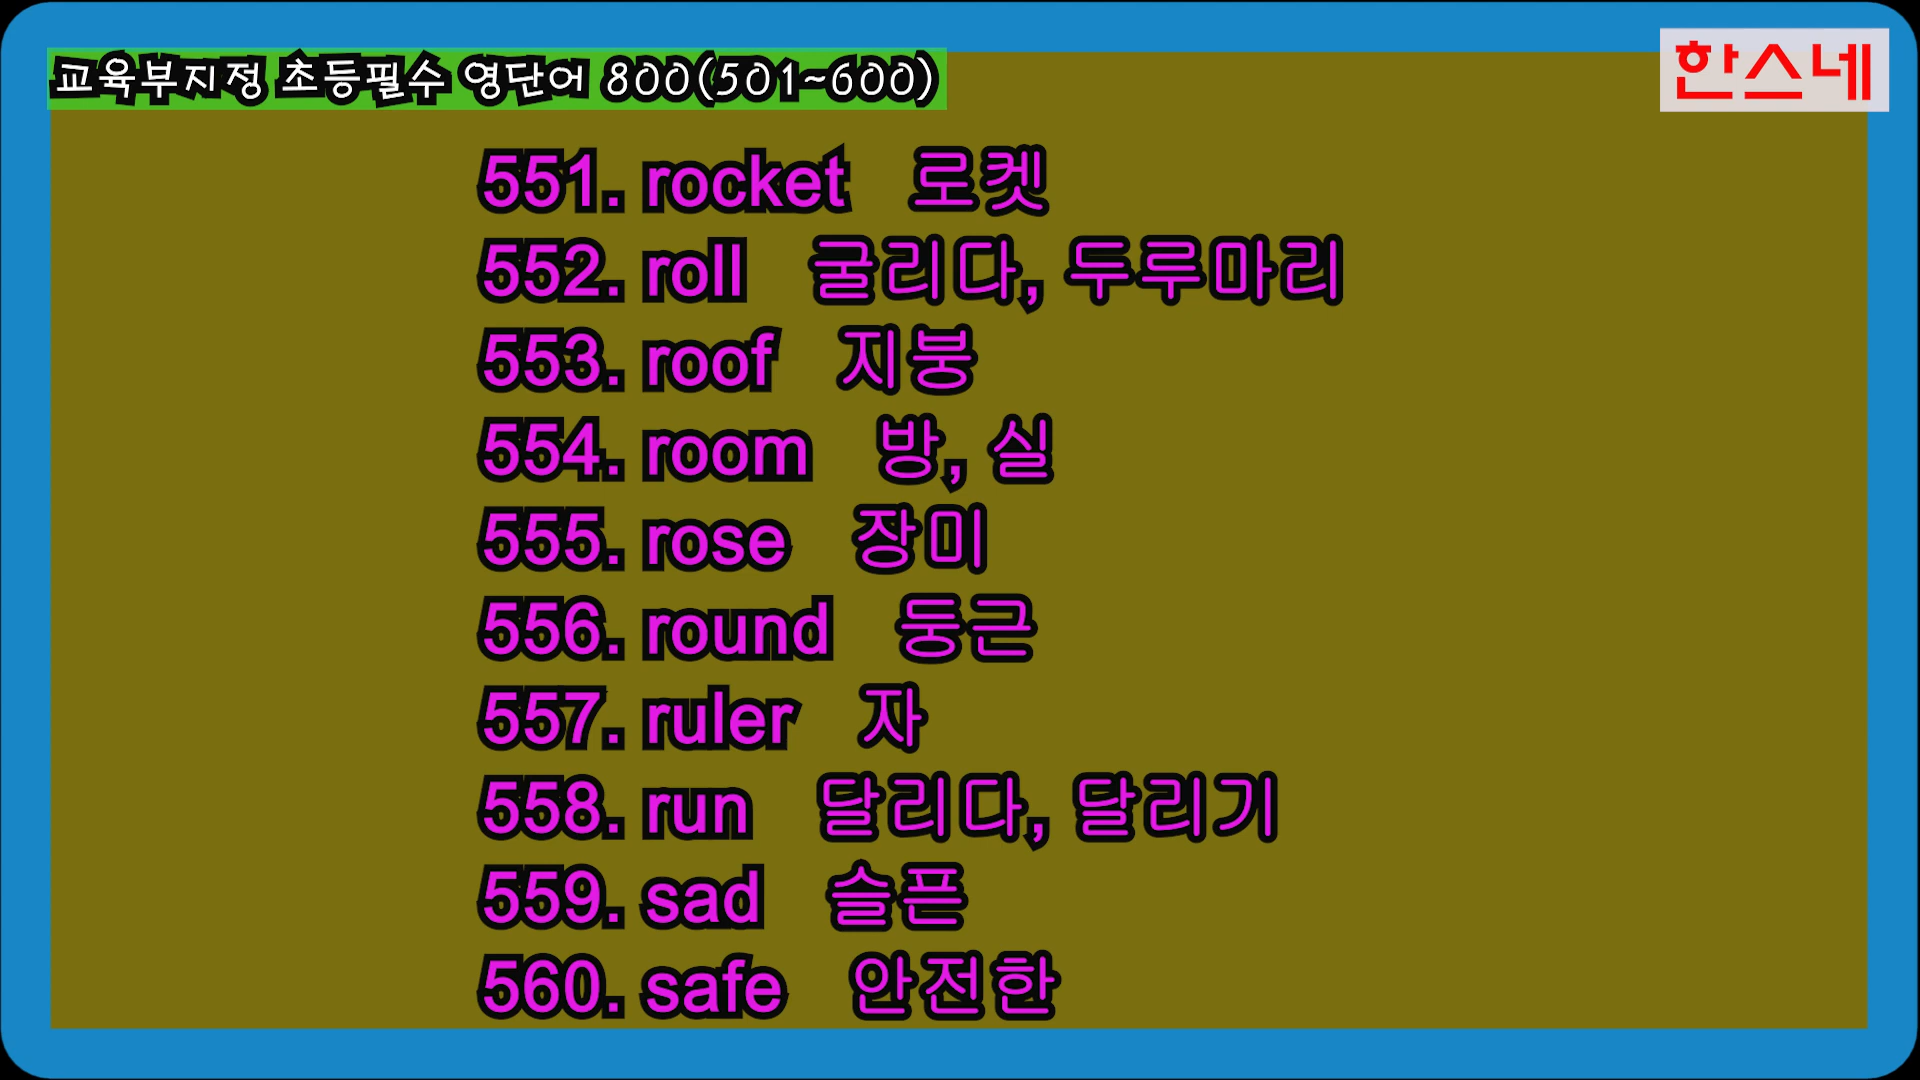 교육부지정 초등필수 영단어 800(501~600)
한스네
551. rocket 로켓
552. roll 굴리다, 두루마리
553. roof 지붕
554. room 방, 실
555. rose 장미
556. round 둥근
557. ruler 자
558. run 달리다, 달리기
559. sad 슬픈
560. safe 안전한